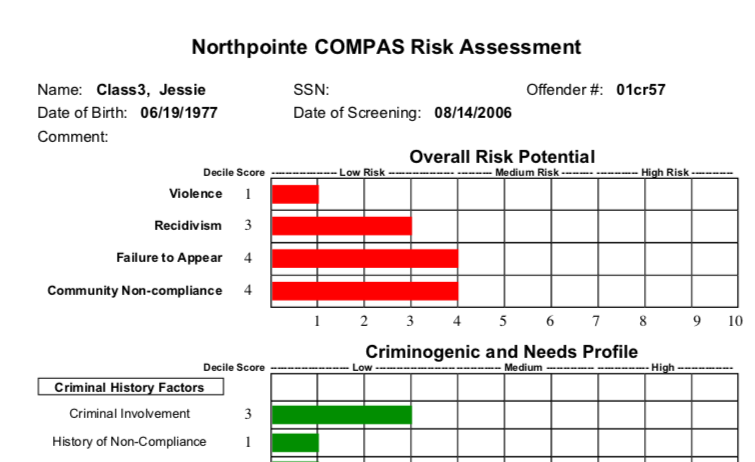 Northpointe COMPAS Risk Assessment
Name: Class3, Jessie SSN: Offender #: 01cr57
Date of Birth: 06/19/1977 Date of Screening: 08/14/2006
Comment:
Overall Risk Potential
Decile Score Low Risk Medium Risk High Risk
Violence 1
Recidivism 3
Failure to Appear 4
Community Non-compliance 4
1 2 3 4 5 6 7 8 9 10
Criminogenic and Needs Profile
Decile Score Low Medium High
Criminal History Factors
Criminal Involvement 3
History of Non-Compliance 1